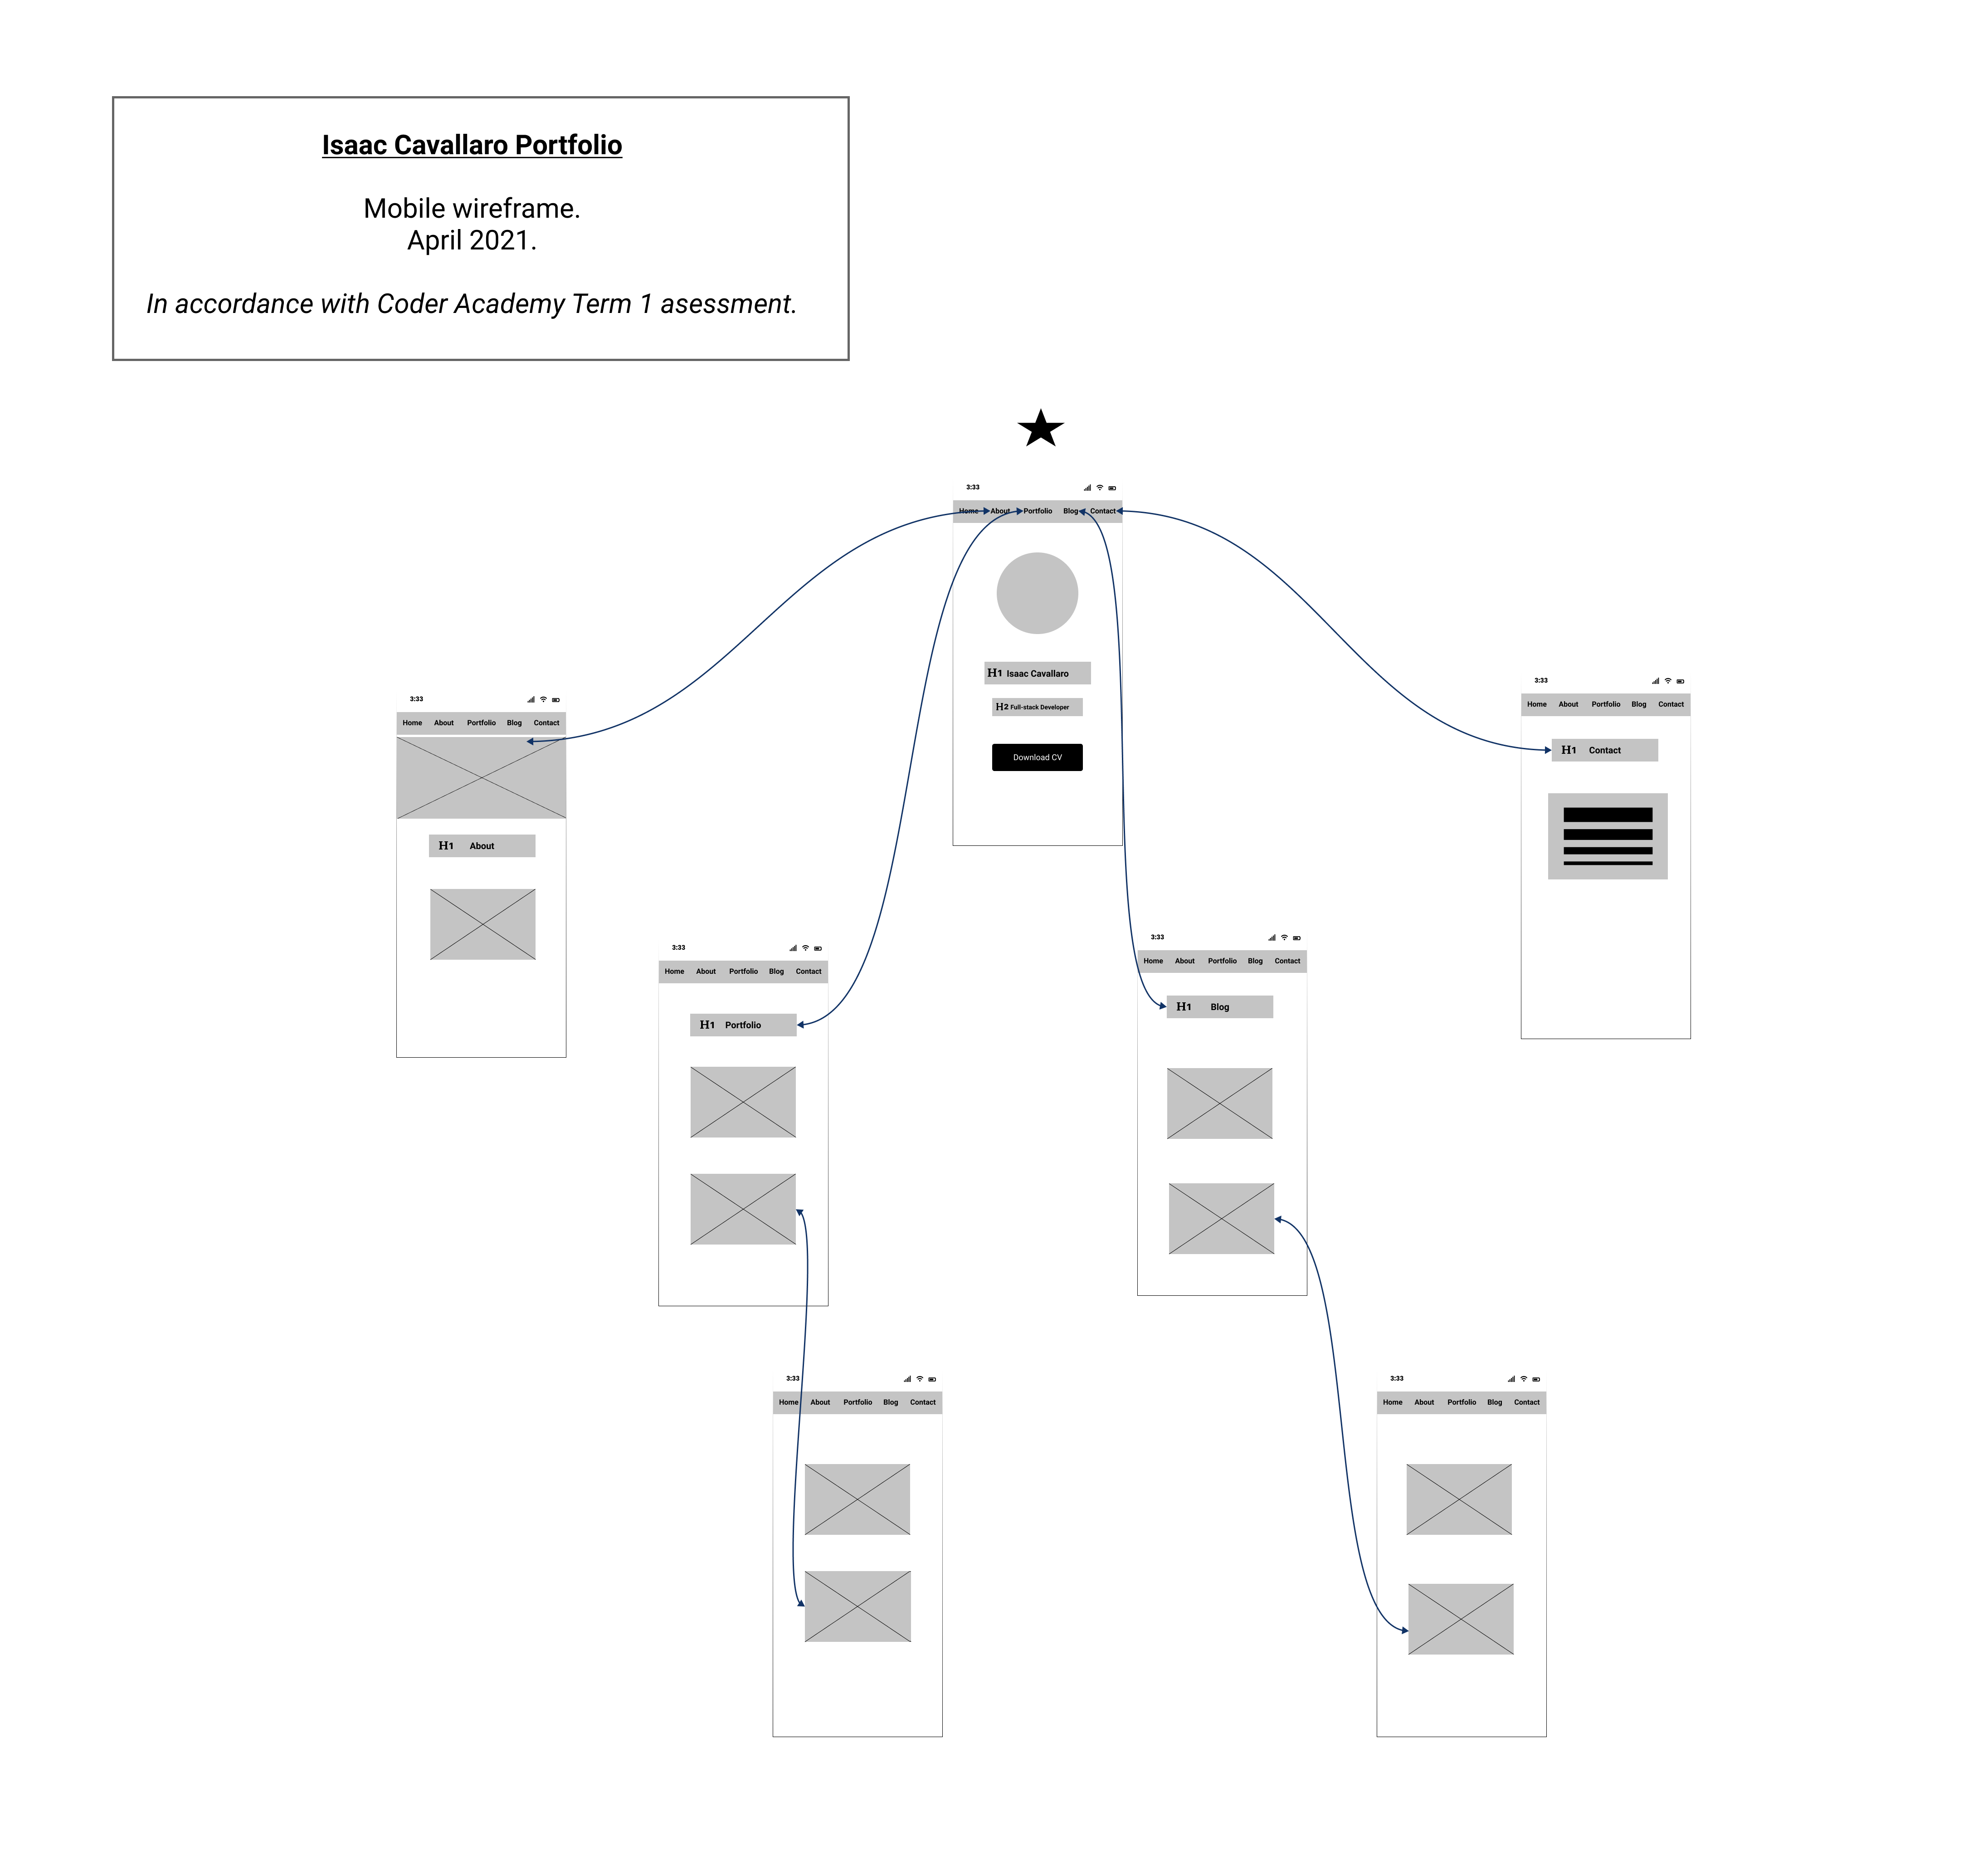 Isaac Cavallaro Portfolio
Mobile wireframe.
April 2021.
In accordance with Coder Academy Term 1 asessment.
3:33
Home About Portfolio Blog Contact
H1 Isaac Cavallaro
H2 Full-stack Developer
Download CV
3:33
Home About Portfolio Blog Contact
H1 About
3:33
Home About Portfolio Blog Contact
H1 Portfolio
3:33
Home About Portfolio Blog Contact
H1 Blog
3:33
Home About Portfolio Blog Contact
H1 Contact
3:33
Home About Portfolio Blog Contact
3:33
Home About Portfolio Blog Contact